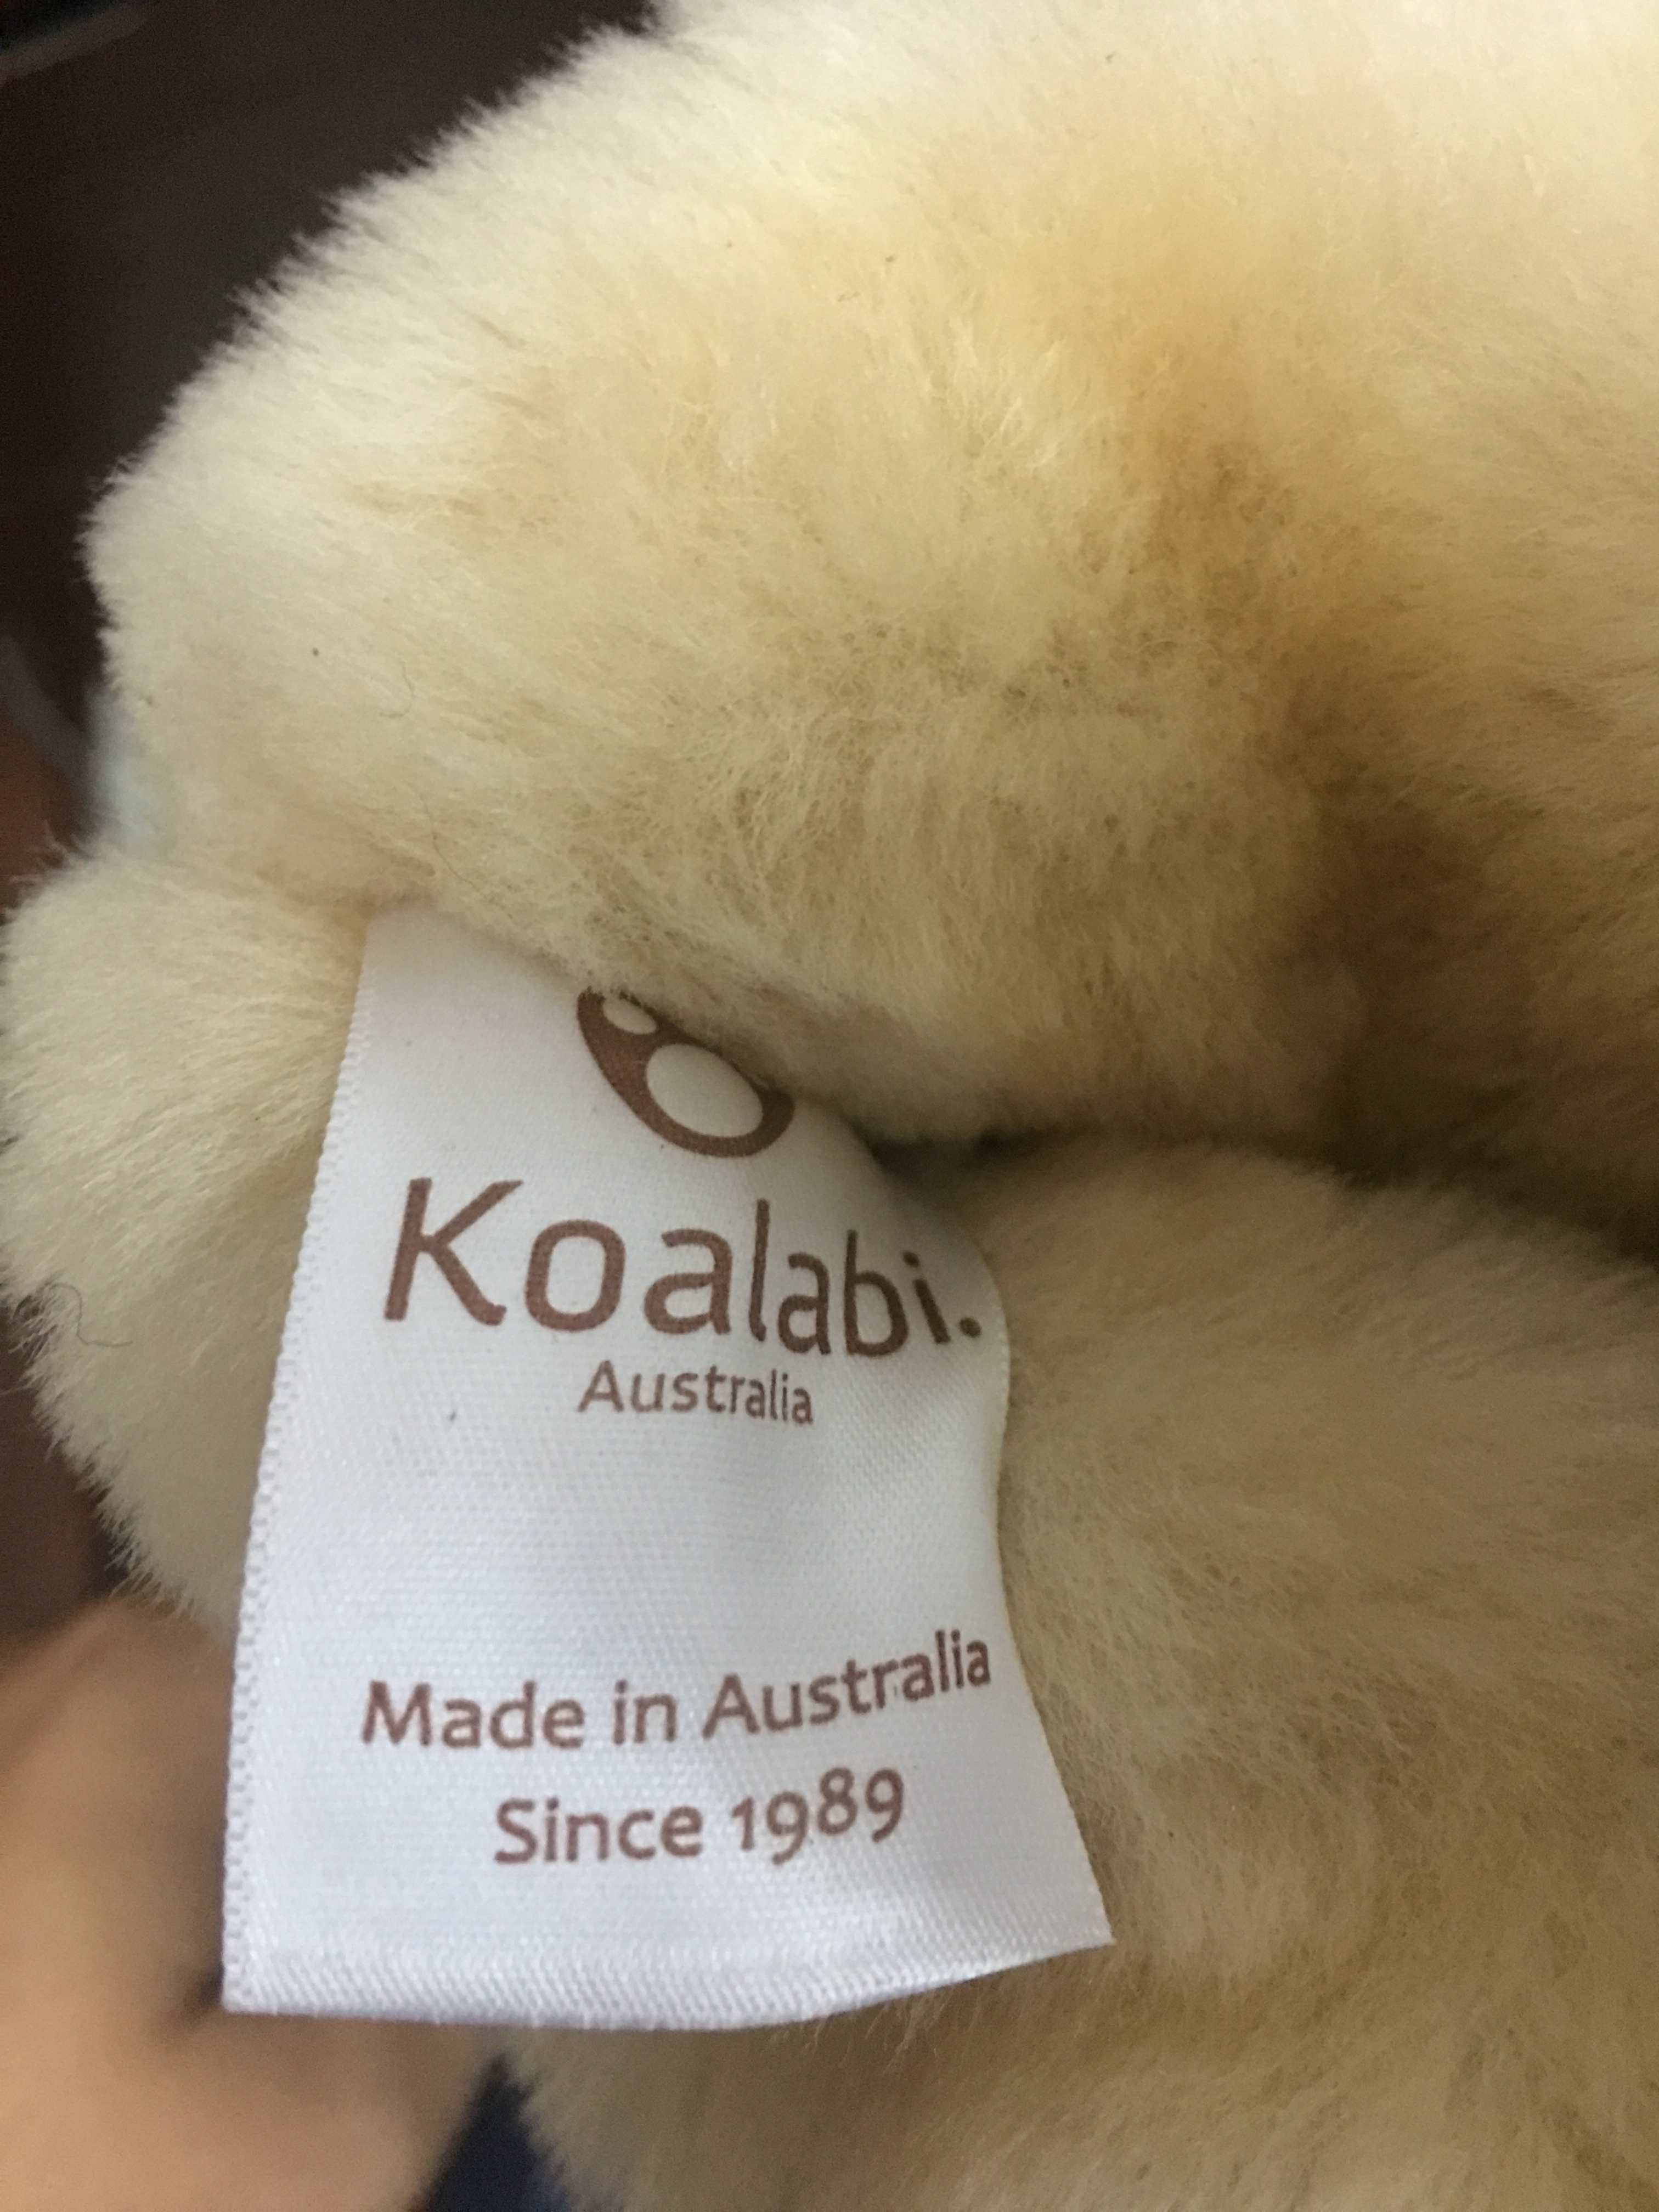 Koalabi.
Australia
Made in Australia
Since 1989